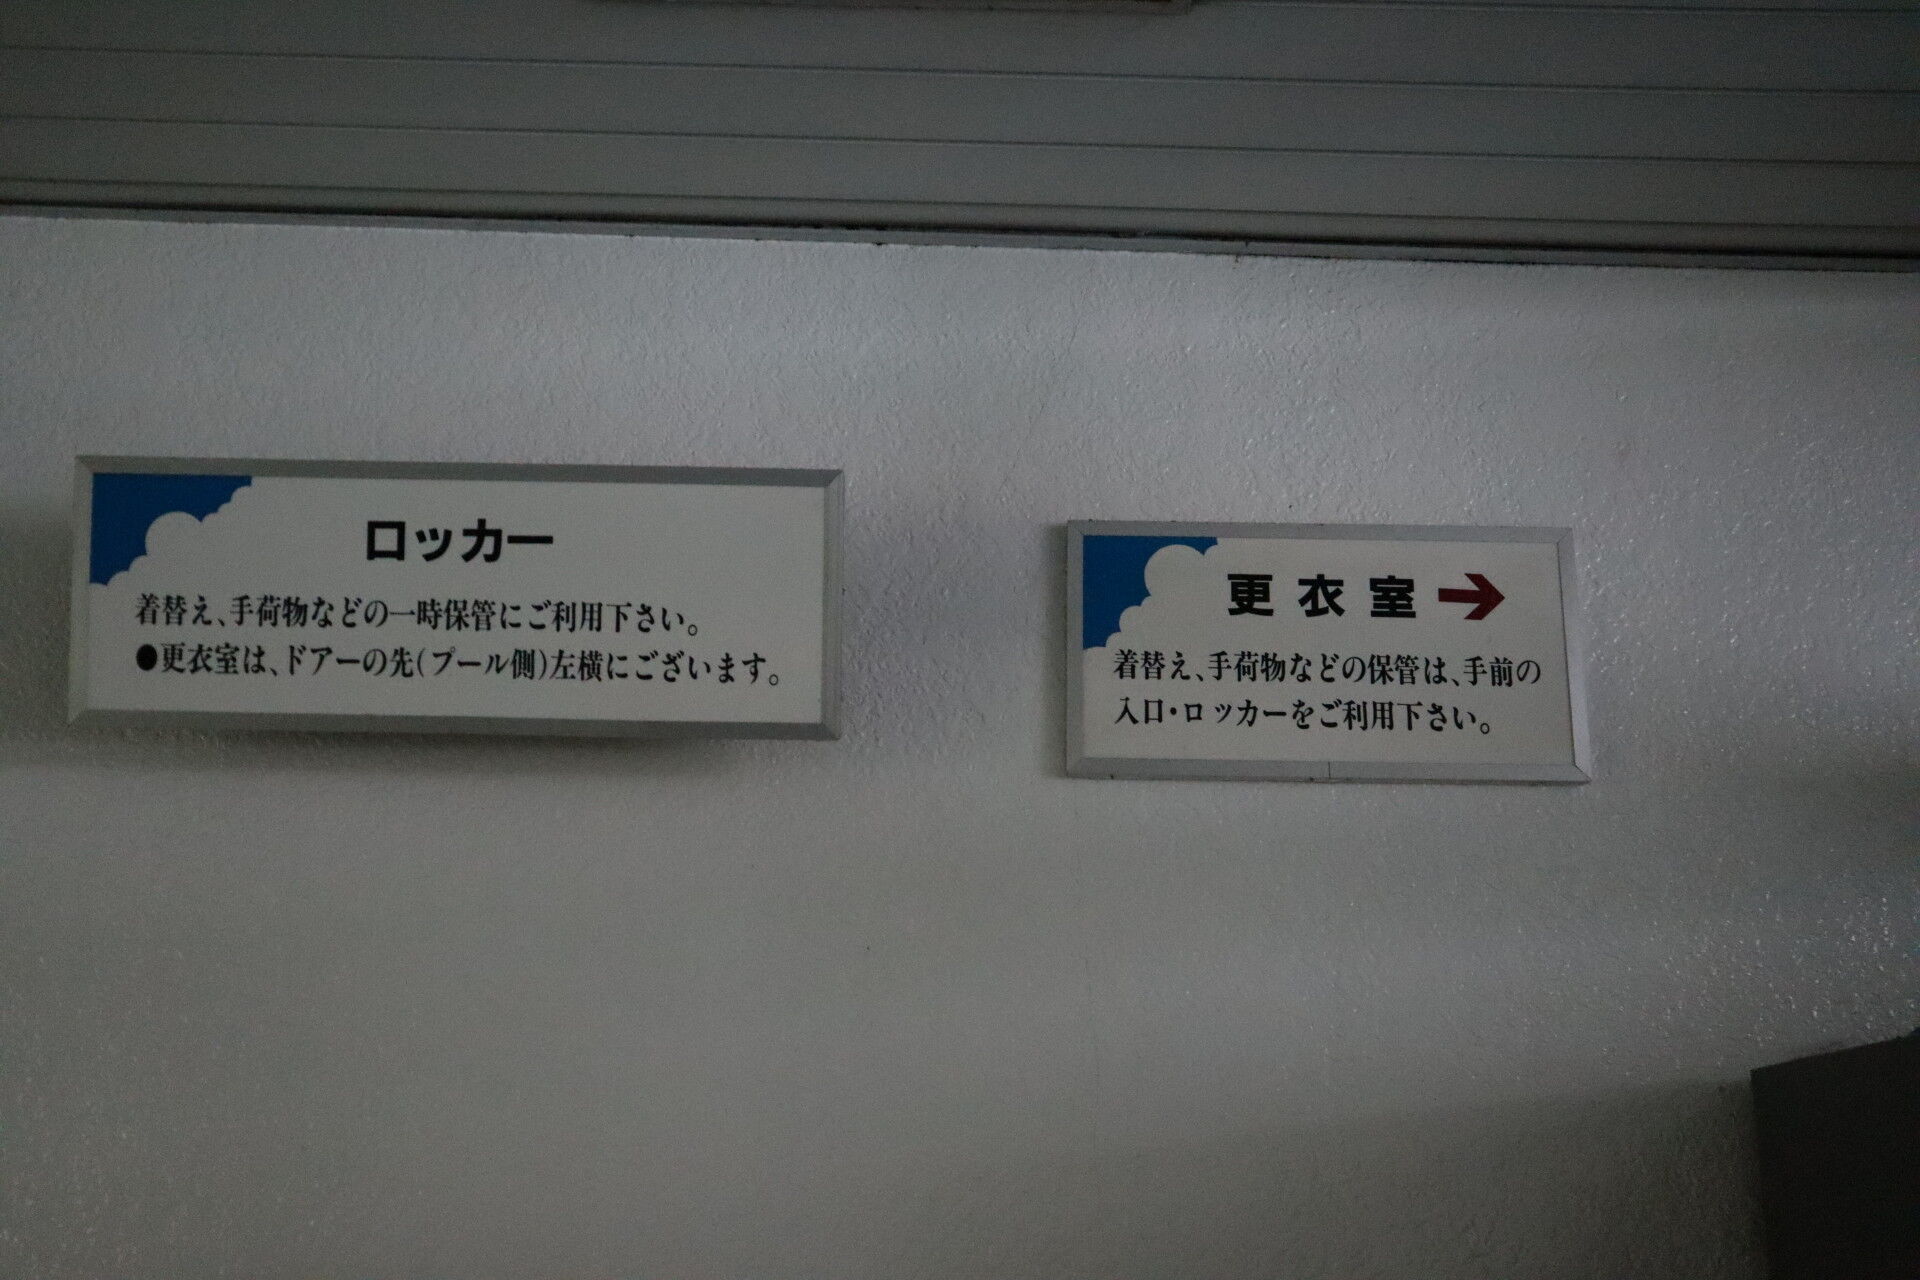 ロッカー
着替え、手荷物などの一時保管にご利用下さい。
●更衣室は、ドアーの先(プール側)左横にございます。
更衣室→
着替え、手荷物などの保管は、手前の
入口・ロッカーをご利用下さい。